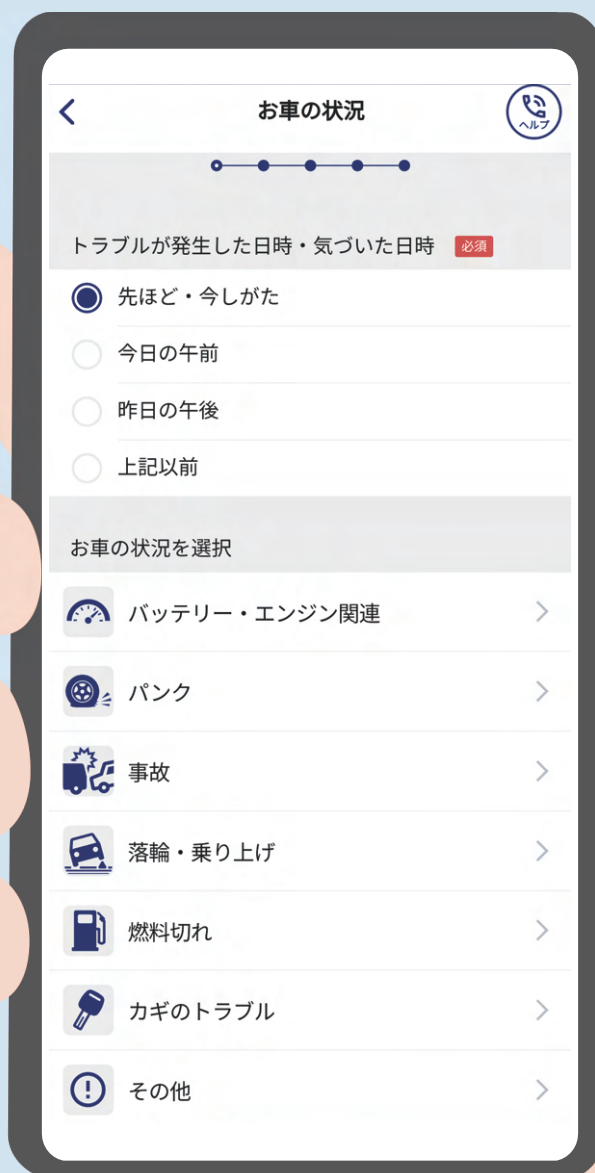 お車の状況
ヘルプ
トラブルが発生した日時・気づいた日時 必須
先ほど・今しがた
今日の午前
昨日の午後
上記以前
お車の状況を選択
バッテリー・エンジン関連
パンク
事故
落輪・乗り上げ
燃料切れ
カギのトラブル
その他